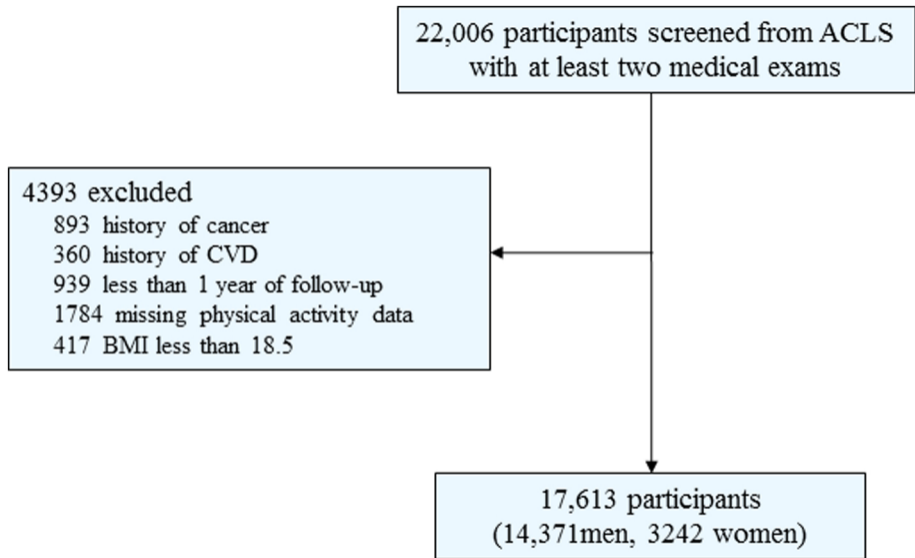 22,006 participants screened from ACLS
with at least two medical exams
4393 excluded
893 history of cancer
360 history of CVD
939 less than 1 year of follow-up
1784 missing physical activity data
417 BMI less than 18.5
17,613 participants
(14,371men, 3242 women)